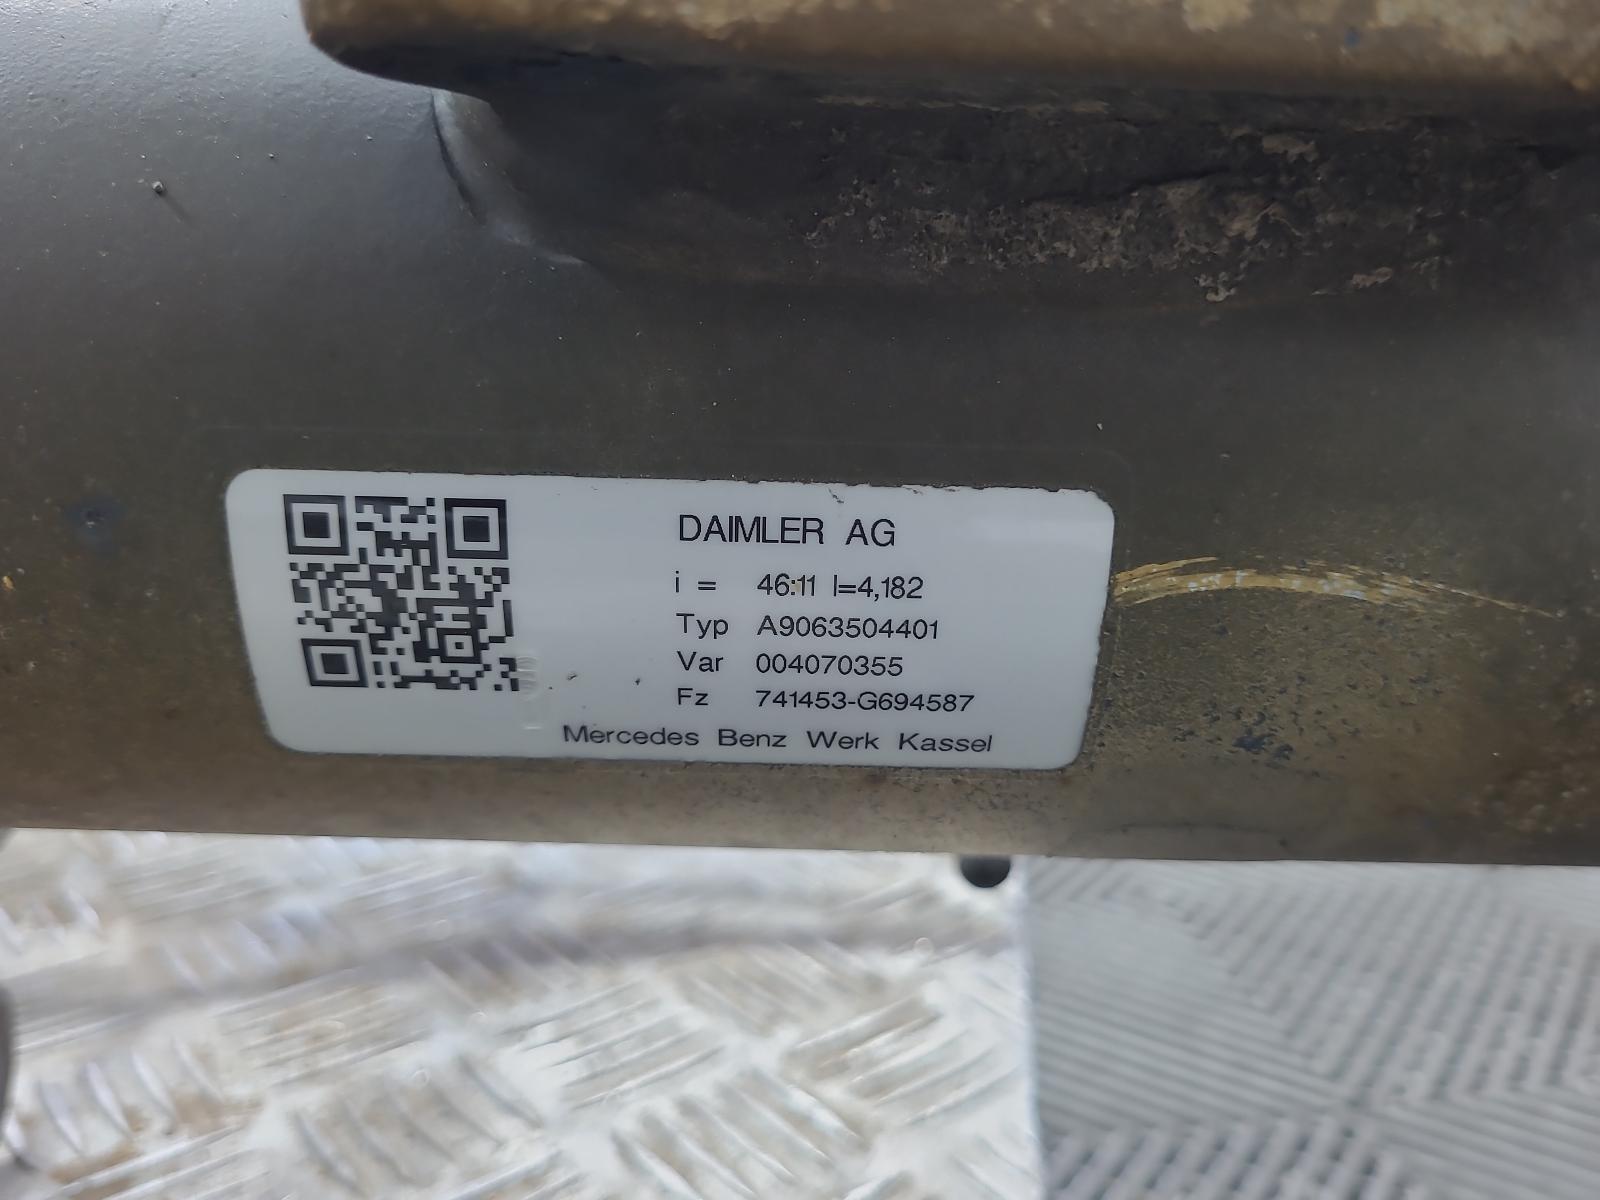 DAIMLER AG
i = 46:11 I=4,182
Typ A9063504401
Var 004070355
Fz 741453-G694587
Mercedes Benz Werk Kassel